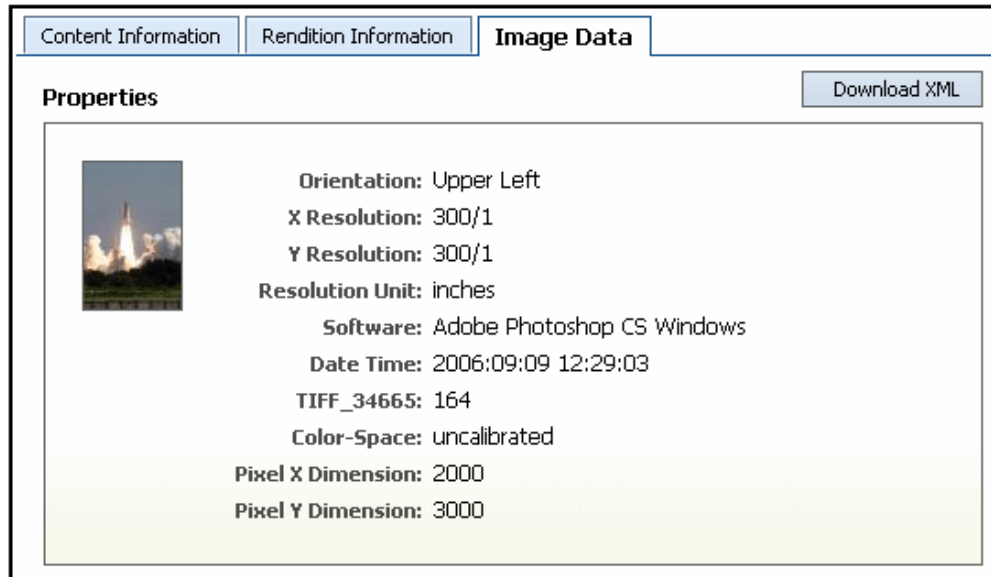 Content Information Rendition Information Image Data
Properties Download XML
Orientation: Upper Left
X Resolution: 300/1
Y Resolution: 300/1
Resolution Unit: inches
Software: Adobe Photoshop CS Windows
Date Time: 2006:09:09 12:29:03
TIFF_34665: 164
Color-Space: uncalibrated
Pixel X Dimension: 2000
Pixel Y Dimension: 3000